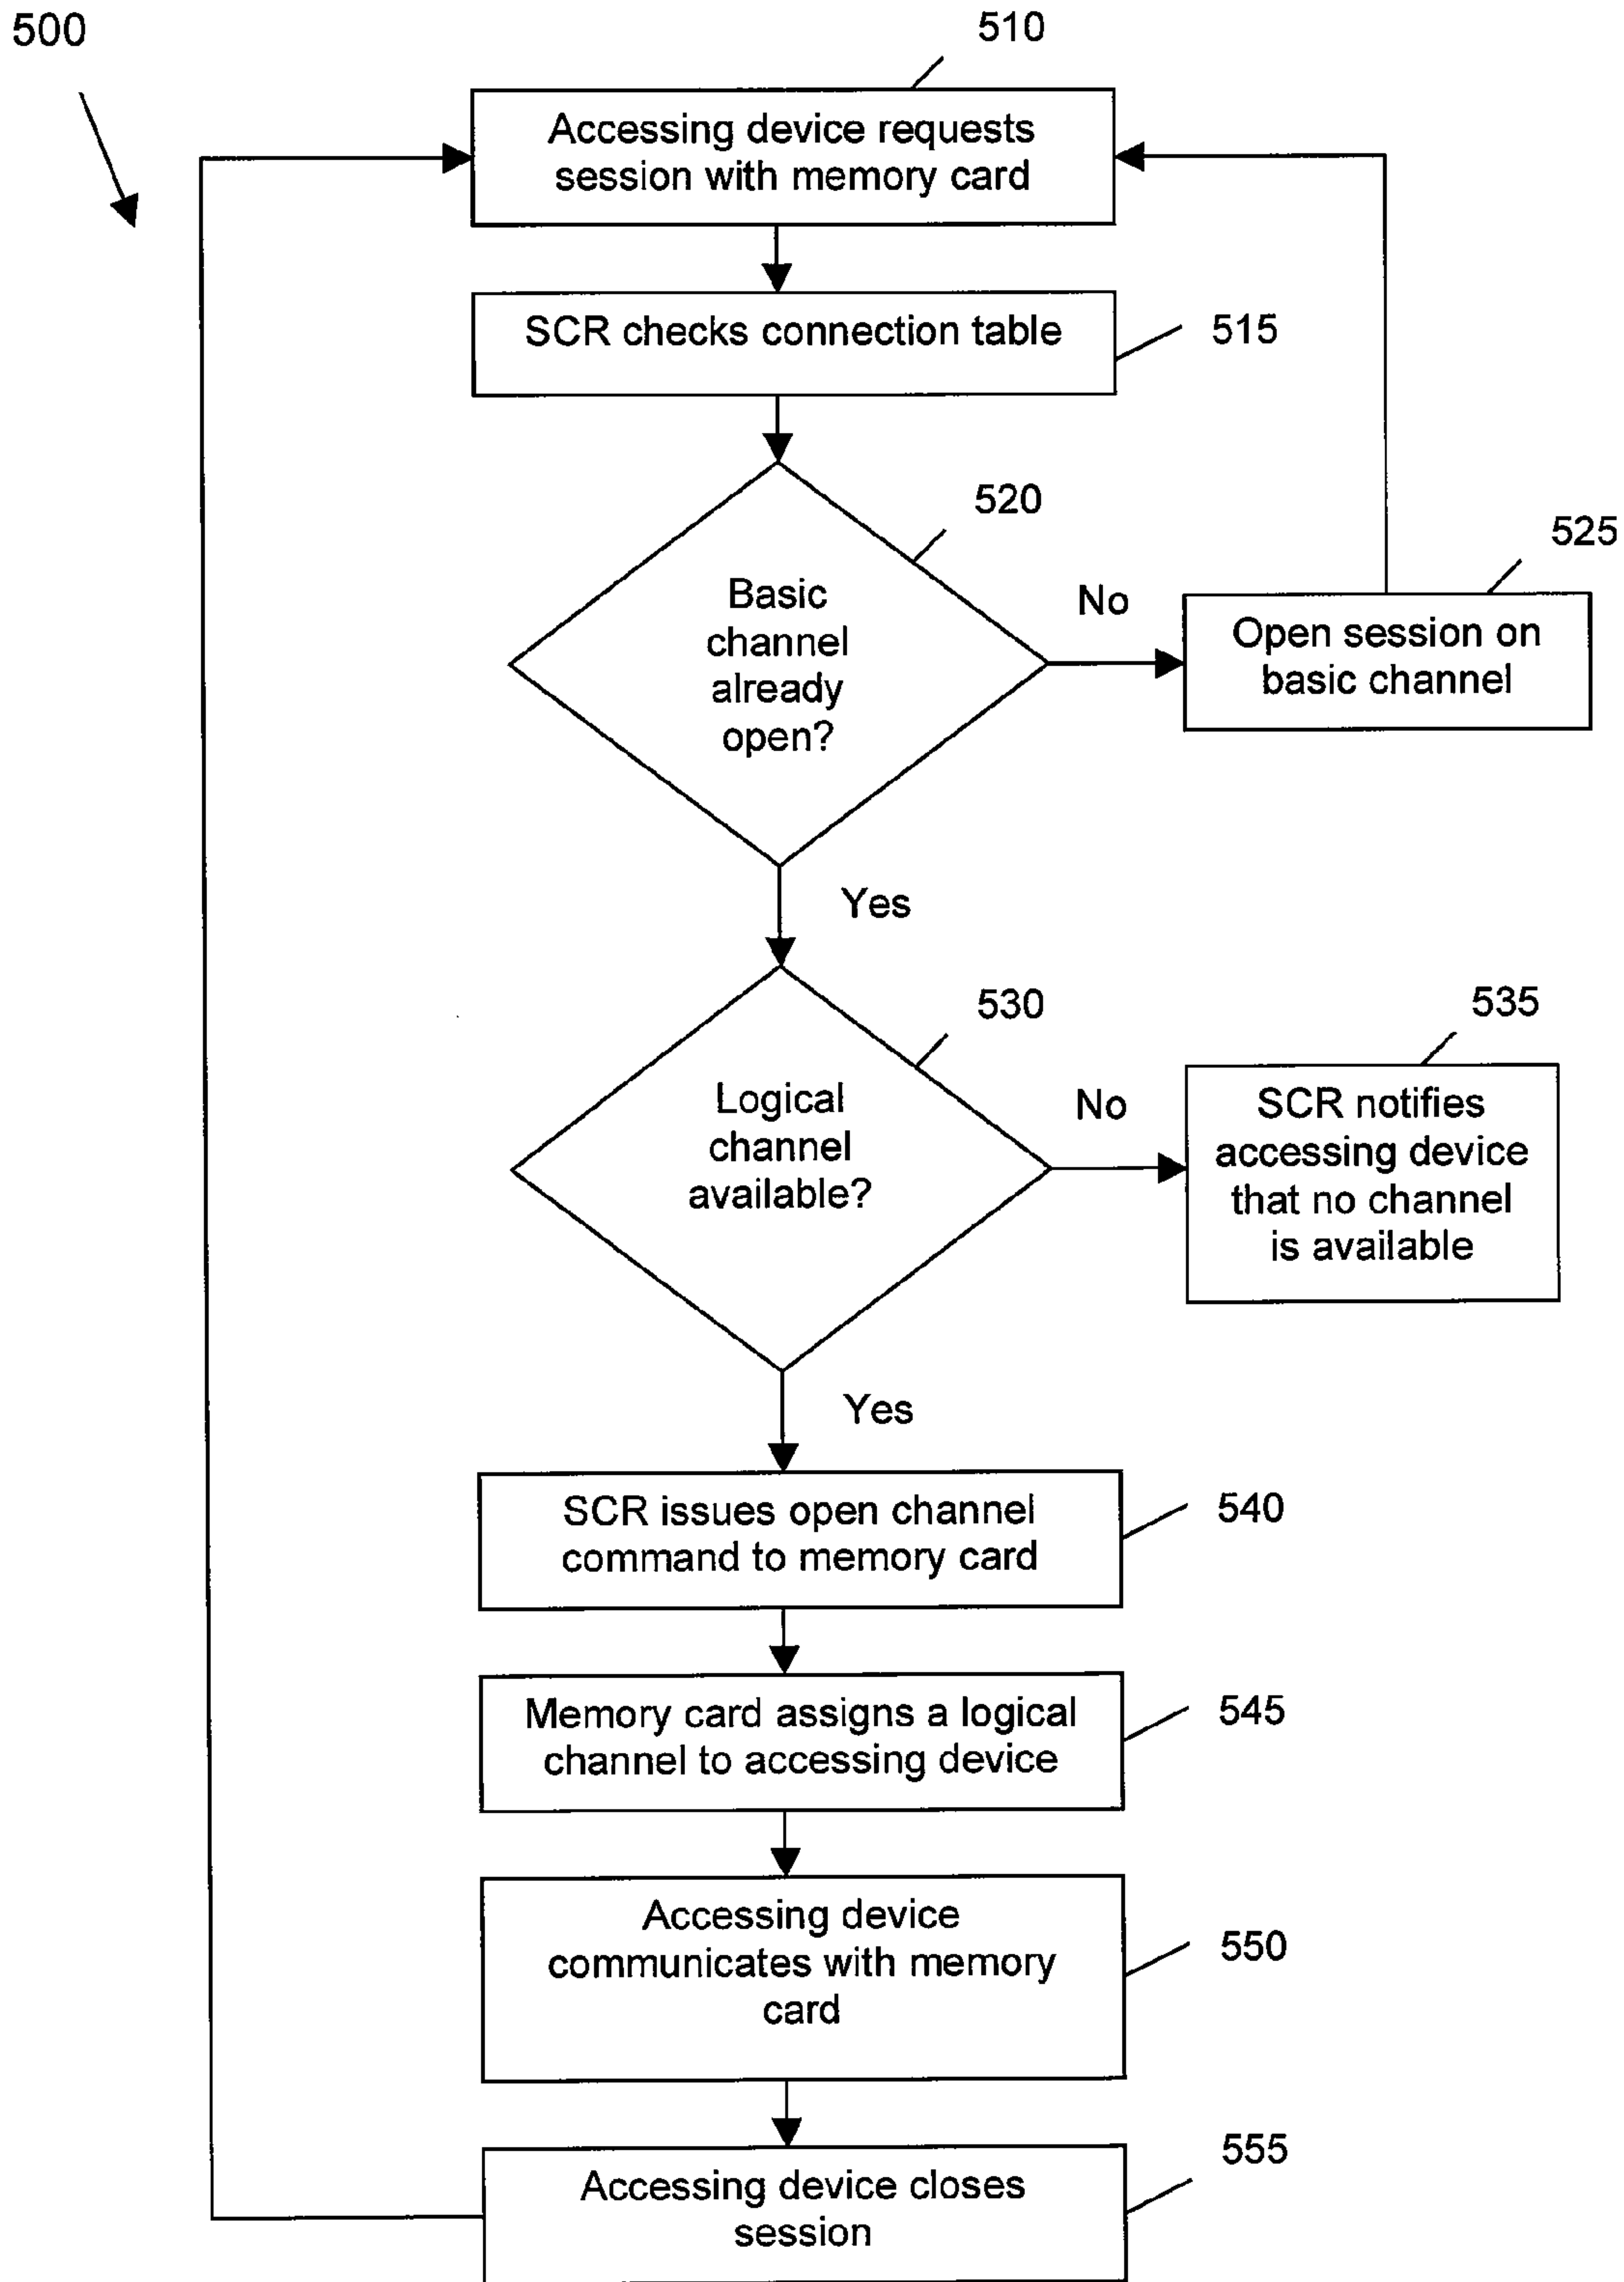 500
510
Accessing device requests
session with memory card
SCR checks connection table
515
520
Basic
channel
already
open?
No
525
Open session on
basic channel
Yes
530
Logical
channel
available?
No
535
SCR notifies
accessing device
that no channel
is available
Yes
SCR issues open channel
command to memory card
540
Memory card assigns a logical
channel to accessing device
545
Accessing device
communicates with memory
card
550
555
Accessing device closes
session